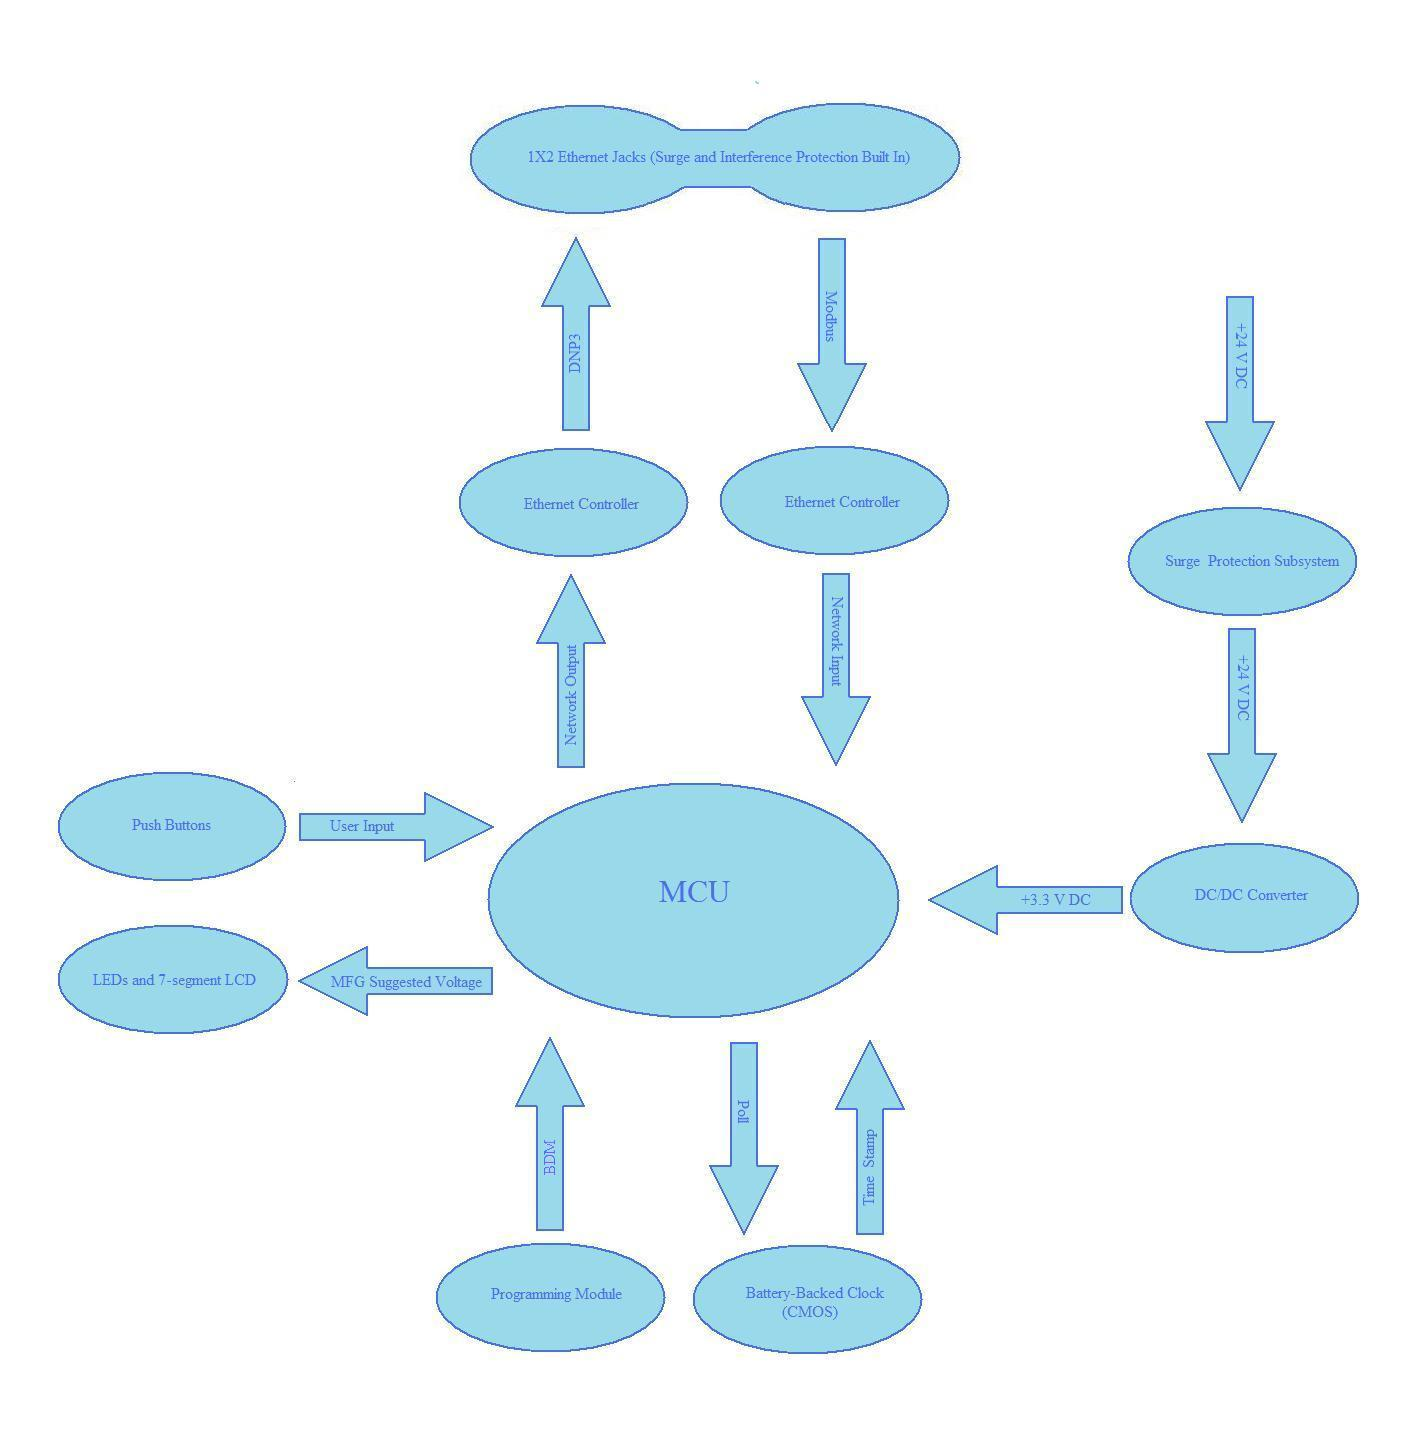 1X2 Ethernet Jacks (Surge and Interference Protection Built In)
DNP3
Modbus
+24 V DC
Ethernet Controller
Ethernet Controller
Surge  Protection Subsystem
Network Output
Network Input
+24 V DC
Push Buttons
User Input
MCU
+3.3 V DC
DC/DC Converter
LEDs and 7-segment LCD
MFG Suggested Voltage
BDM
Poll
Time  Stamp
Programming Module
Battery-Backed Clock
(CMOS)